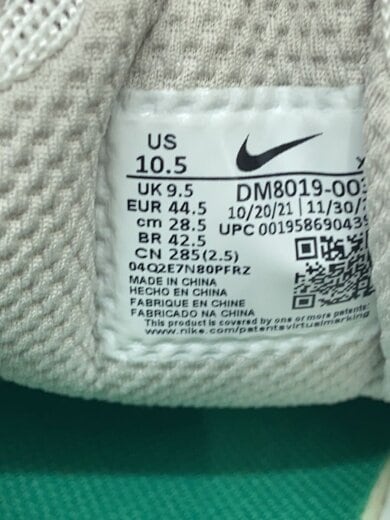 US
10.5
UK 9.5
EUR 44.5
cm 28.5
BR 42.5
CN 285(2.5)
DM8019-00
10/20/21 | 11/30/
UPC 00195869043
04Q2E7N80PFRZ
MADE IN CHINA
HECHO EN CHINA
FABRIQUE EN CHINE
FABRICADO NA CHINA
This product is covered by one or more patents:
www.nike.com/patentsvirtualmarking